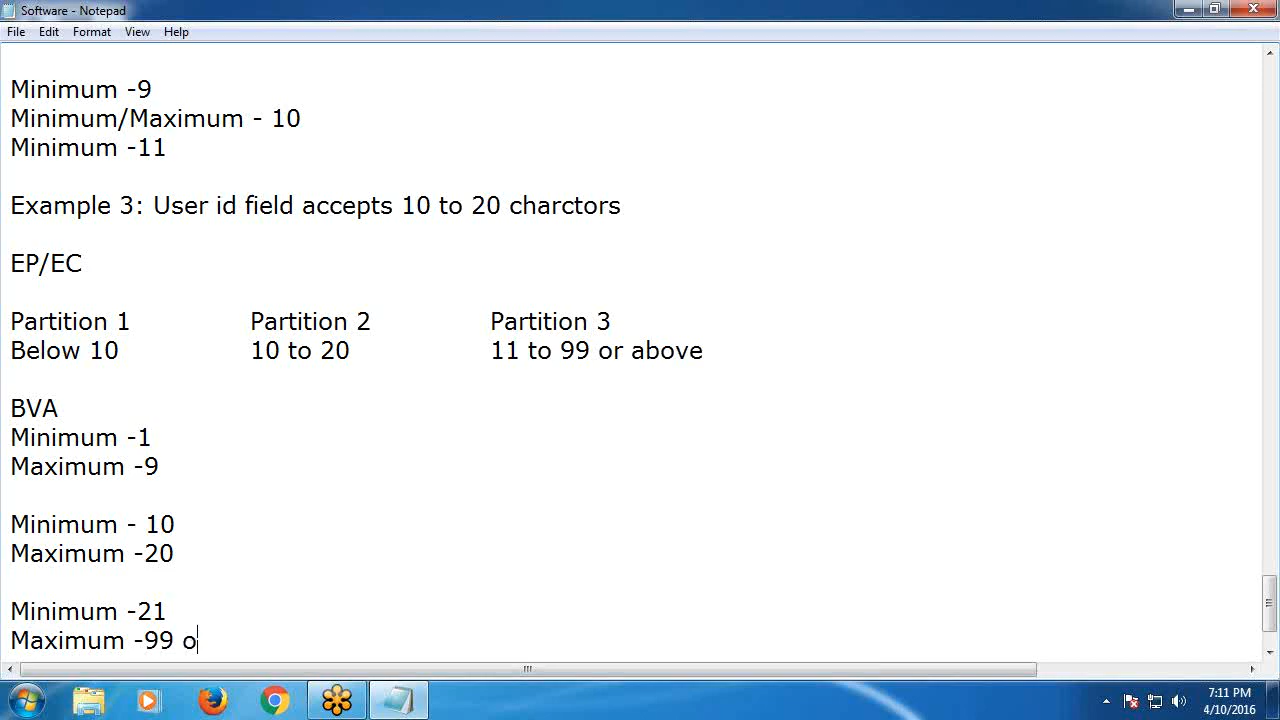 Software - Notepad
File Edit Format View Help
Minimum -9
Minimum/Maximum - 10
Minimum -11
Example 3: User id field accepts 10 to 20 charctors
EP/EC
Partition 1 Partition 2 Partition 3
Below 10 10 to 20 11 to 99 or above
BVA
Minimum -1
Maximum -9
Minimum - 10
Maximum -20
Minimum -21
Maximum -99 o
7:11 PM
4/10/2016